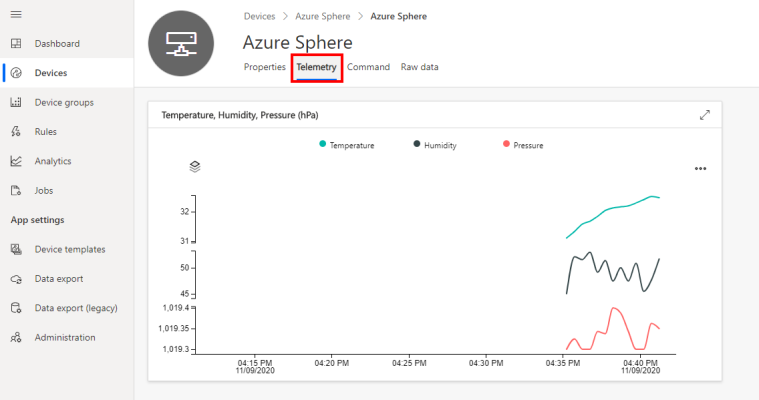 Dashboard
Devices
Device groups
Rules
Analytics
Jobs
App settings
Device templates
Data export
Data export (legacy)
Administration
Devices > Azure Sphere > Azure Sphere
Azure Sphere
Properties Telemetry Command Raw data
Temperature, Humidity, Pressure (hPa)
Temperature Humidity Pressure
32
31
50
45
1,019.4
1,019.35
1,019.3
04:15 PM 04:20 PM 04:25 PM 04:30 PM 04:35 PM 04:40 PM
11/09/2020 11/09/2020